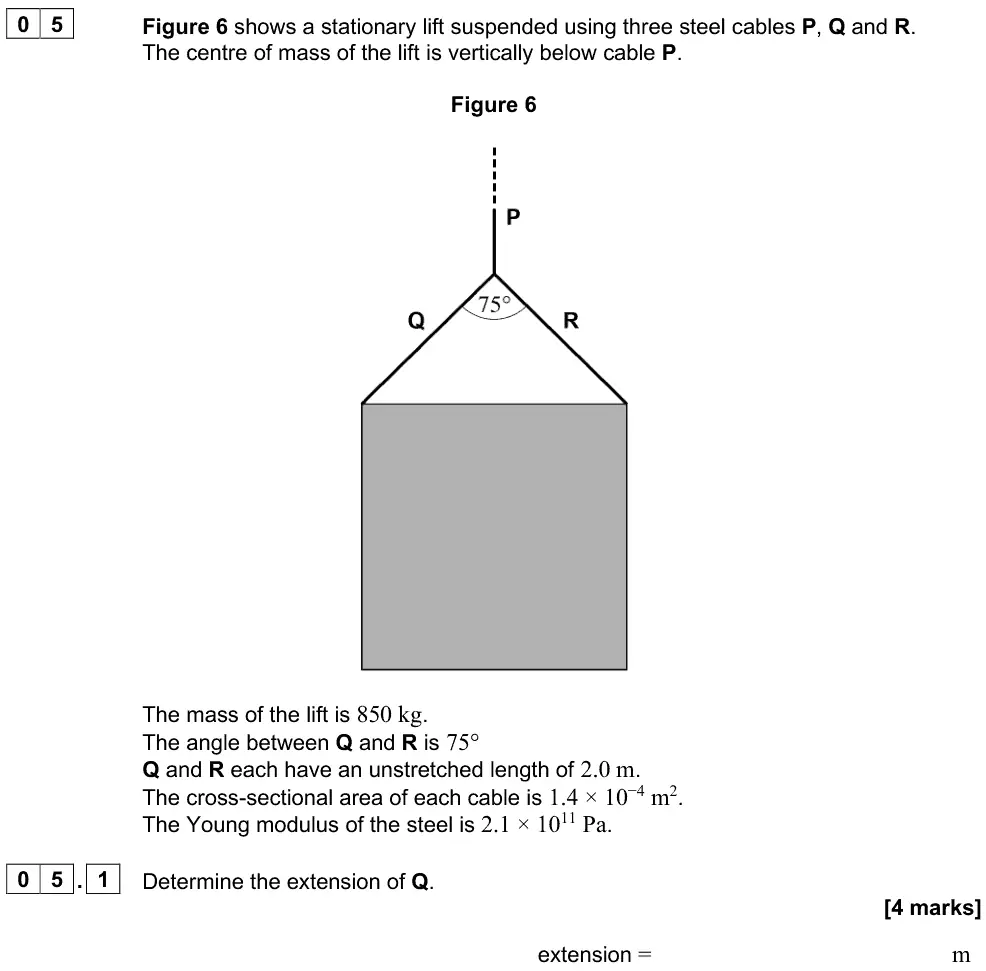 0 5 Figure 6 shows a stationary lift suspended using three steel cables P, Q and R.
The centre of mass of the lift is vertically below cable P.
Figure 6
P
75°
Q
R
The mass of the lift is 850 kg.
The angle between Q and R is 75°
Q and R each have an unstretched length of 2.0 m.
The cross-sectional area of each cable is 1.4 × 10⁻⁴ m².
The Young modulus of the steel is 2.1 × 10¹¹ Pa.
0 5 . 1 Determine the extension of Q.
[4 marks]
extension = m